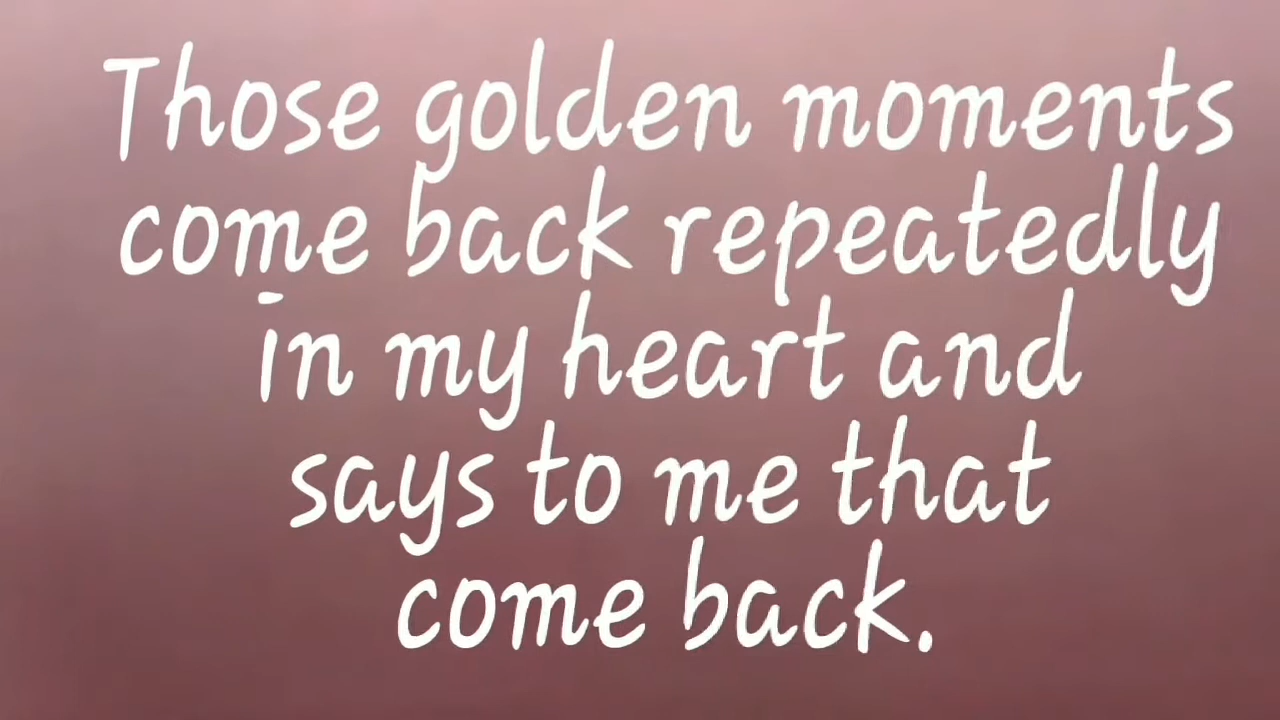 Those golden moments
come back repeatedly
in my heart and
says to me that
come back.